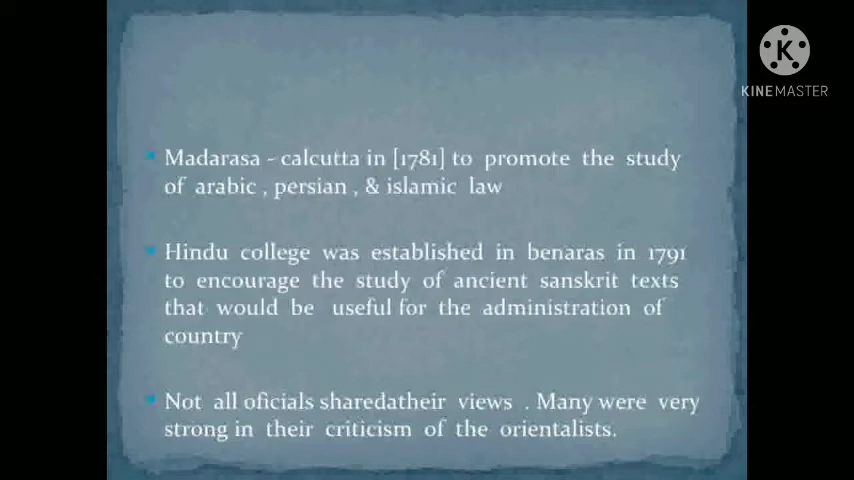 K
KINEMASTER
Madarasa - calcutta in [1781] to promote the study
of arabic , persian , & islamic law
Hindu college was established in benaras in 1791
to encourage the study of ancient sanskrit texts
that would be useful for the administration of
country
Not all oficials sharedatheir views . Many were very
strong in their criticism of the orientalists.